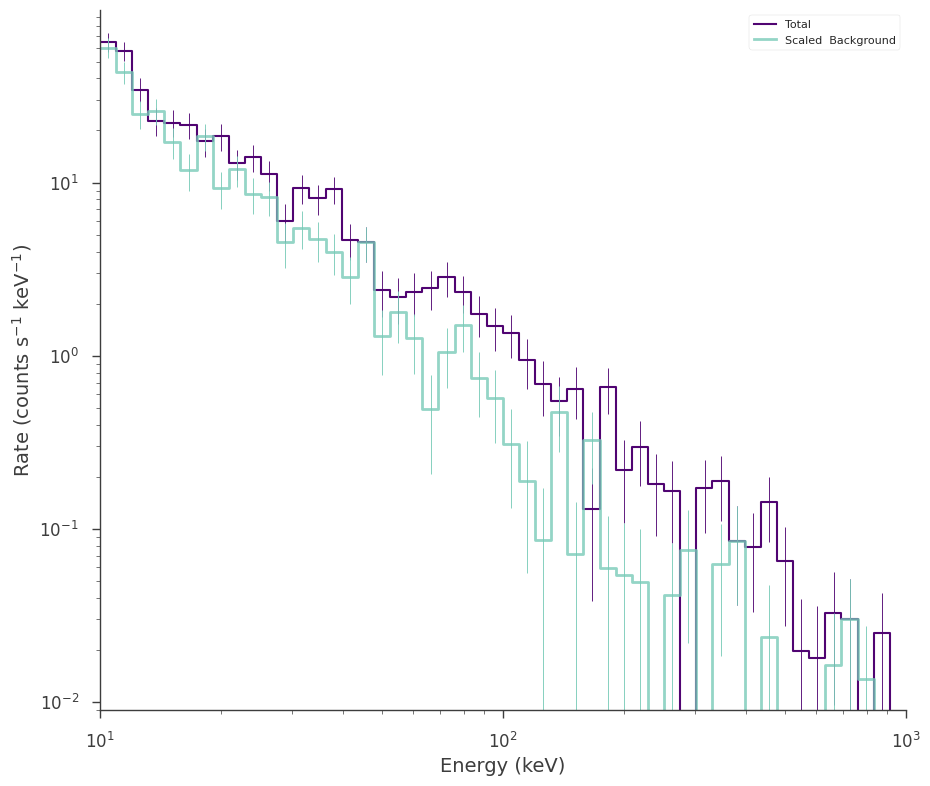 Total
Scaled  Background
10¹
10⁰
10⁻¹
10⁻²
Rate (counts s⁻¹ keV⁻¹)
10¹
10²
10³
Energy (keV)